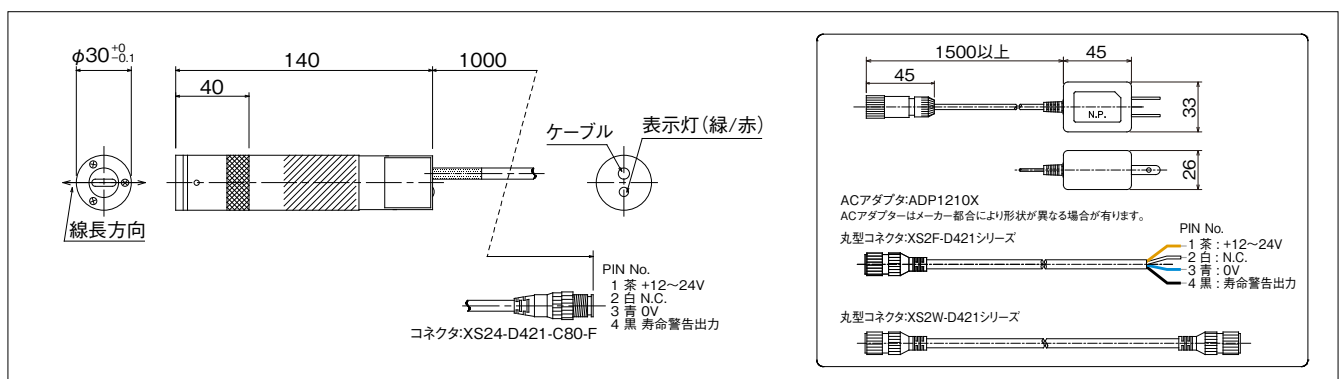 φ30 +0 -0.1
140
1000
40
線長方向
ケーブル
表示灯(緑/赤)
PIN No.
1 茶 +12～24V
2 白 N.C.
3 青 0V
4 黒 寿命警告出力
コネクタ:XS24-D421-C80-F
1500以上
45
45
N.P.
33
26
ACアダプタ:ADP1210X
ACアダプターはメーカー都合により形状が異なる場合が有ります。
丸型コネクタ:XS2F-D421シリーズ
PIN No.
1 茶 : +12～24V
2 白 : N.C.
3 青 : 0V
4 黒 : 寿命警告出力
丸型コネクタ:XS2W-D421シリーズ